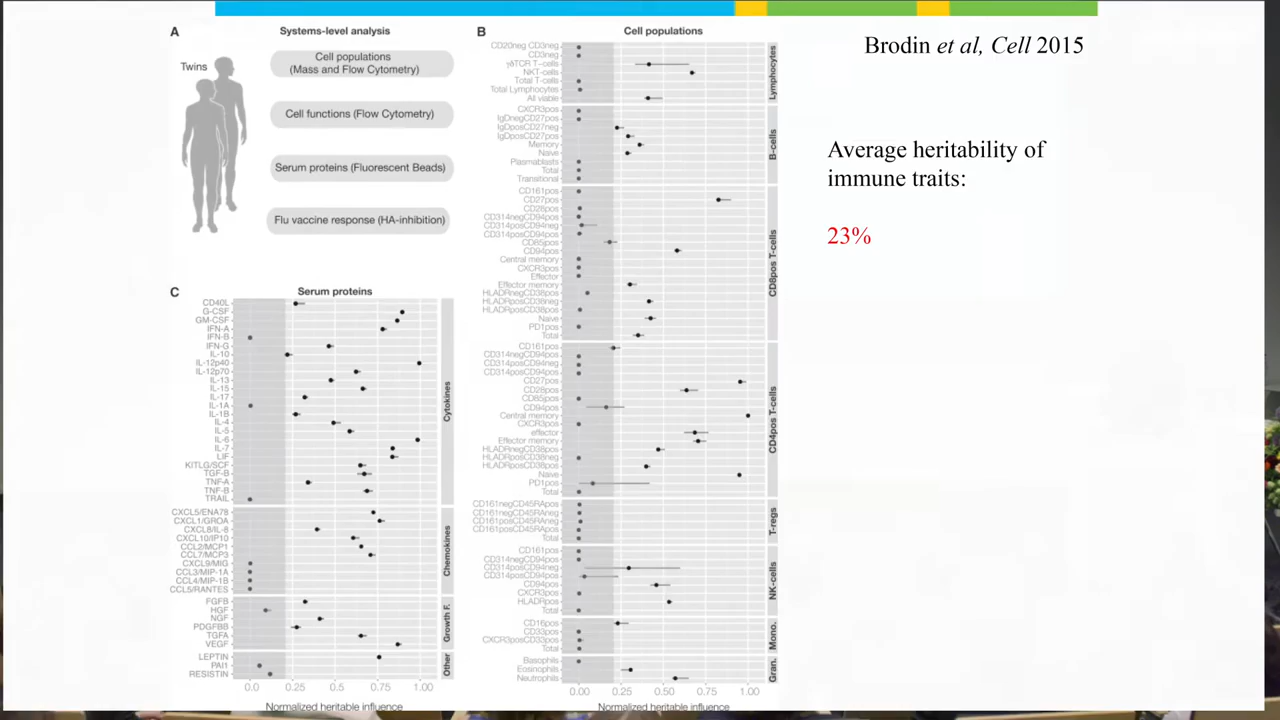 A
Systems-level analysis
Twins
Cell populations
(Mass and Flow Cytometry)
Cell functions (Flow Cytometry)
Serum proteins (Fluorescent Beads)
Flu vaccine response (HA-inhibition)
B
Cell populations
CD20neg CD3neg
CD3neg
γδTCR T-cells
NKT-cells
Total T-cells
Total Lymphocytes
All viable
Lymphocytes
CXCR3pos
IgDnegCD27pos
IgDposCD27neg
IgDposCD27pos
Memory
Naive
Plasmablasts
Total
Transitional
B-cells
CD161pos
CD27pos
CD28pos
CD314negCD94pos
CD314posCD94neg
CD314posCD94pos
CD85jpos
CD94pos
Central memory
CXCR3pos
Effector
Effector memory
HLADRnegCD38pos
HLADRposCD38neg
HLADRposCD38pos
Naive
PD1pos
Total
CD8pos T-cells
CD161pos
CD314negCD94pos
CD314posCD94neg
CD314posCD94pos
CD27pos
CD28pos
CD85jpos
CD94pos
Central memory
CXCR3pos
effector
Effector memory
HLADRnegCD38pos
HLADRposCD38neg
HLADRposCD38pos
Naive
PD1pos
Total
CD4pos T-cells
CD161negCD45RApos
CD161negCD45RAneg
CD161posCD45RAneg
CD161posCD45RApos
Total
T-regs
CD161pos
CD314negCD94pos
CD314posCD94neg
CD314posCD94pos
CD94pos
CXCR3pos
HLADRpos
Total
NK-cells
CD16pos
CD33pos
CXCR3posCD33pos
Total
Mono.
Basophils
Eosinophils
Neutrophils
Gran.
0.00 0.25 0.50 0.75 1.00
Normalized heritable influence
C
Serum proteins
CD40L
G-CSF
GM-CSF
IFN-A
IFN-B
IFN-G
IL-10
IL-12p40
IL-12p70
IL-13
IL-15
IL-17
IL-1A
IL-1B
IL-4
IL-5
IL-6
IL-7
LIF
KITLG/SCF
TGF-B
TNF-A
TNF-B
TRAIL
Cytokines
CXCL5/ENA78
CXCL1/GROA
CXCL8/IL-8
CXCL10/IP10
CCL2/MCP1
CCL7/MCP3
CXCL9/MIG
CCL3/MIP-1A
CCL4/MIP-1B
CCL5/RANTES
Chemokines
FGFB
HGF
NGF
PDGFBB
TGFA
VEGF
Growth F.
LEPTIN
PAI1
RESISTIN
Other
0.0 0.25 0.5 0.75 1.00
Normalized heritable influence
Brodin et al, Cell 2015
Average heritability of
immune traits:
23%